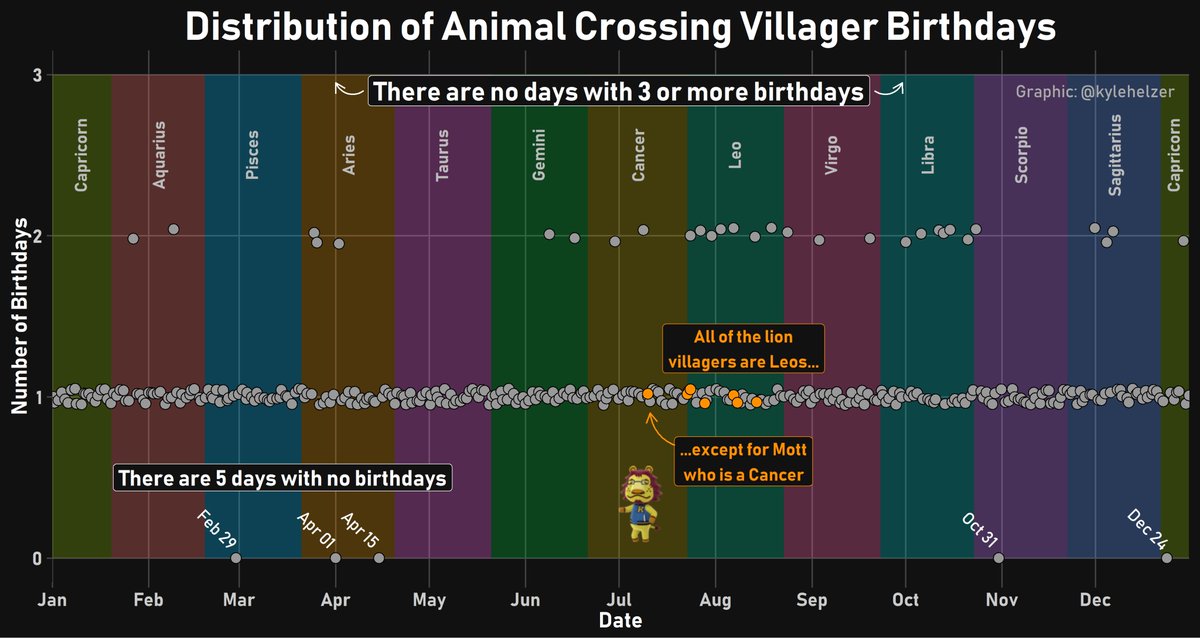 Distribution of Animal Crossing Villager Birthdays
3
There are no days with 3 or more birthdays
Graphic: @kylehelzer
Capricorn
Aquarius
Pisces
Aries
Taurus
Gemini
Cancer
Leo
Virgo
Libra
Scorpio
Sagittarius
Capricorn
2
Number of Birthdays
All of the lion
villagers are Leos...
1
...except for Mott
who is a Cancer
There are 5 days with no birthdays
Feb 29
Apr 01
Apr 15
Oct 31
Dec 24
0
Jan
Feb
Mar
Apr
May
Jun
Jul
Aug
Sep
Oct
Nov
Dec
Date